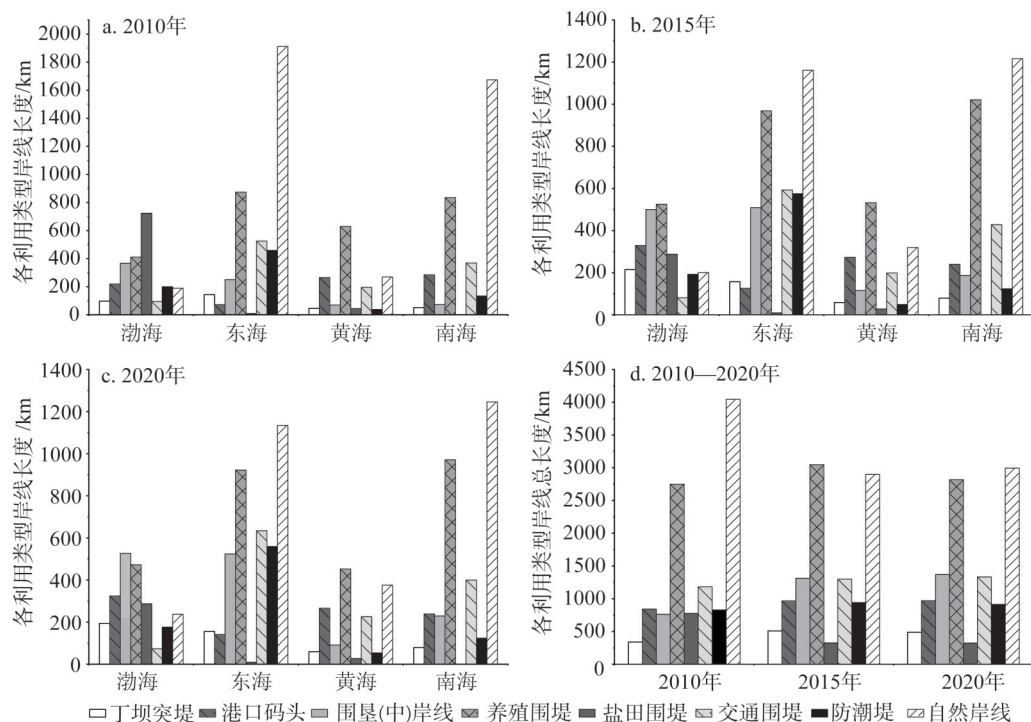 a. 2010年
各利用类型岸线长度/km
2000
1800
1600
1400
1200
1000
800
600
400
200
0
渤海 东海 黄海 南海
b. 2015年
各利用类型岸线长度/km
1400
1200
1000
800
600
400
200
0
渤海 东海 黄海 南海
c. 2020年
各利用类型岸线长度/km
1400
1200
1000
800
600
400
200
0
渤海 东海 黄海 南海
d. 2010—2020年
各利用类型岸线总长度/km
4500
4000
3500
3000
2500
2000
1500
1000
500
0
2010年 2015年 2020年
丁坝突堤 港口码头 围垦(中)岸线 养殖围堤 盐田围堤 交通围堤 防潮堤 自然岸线